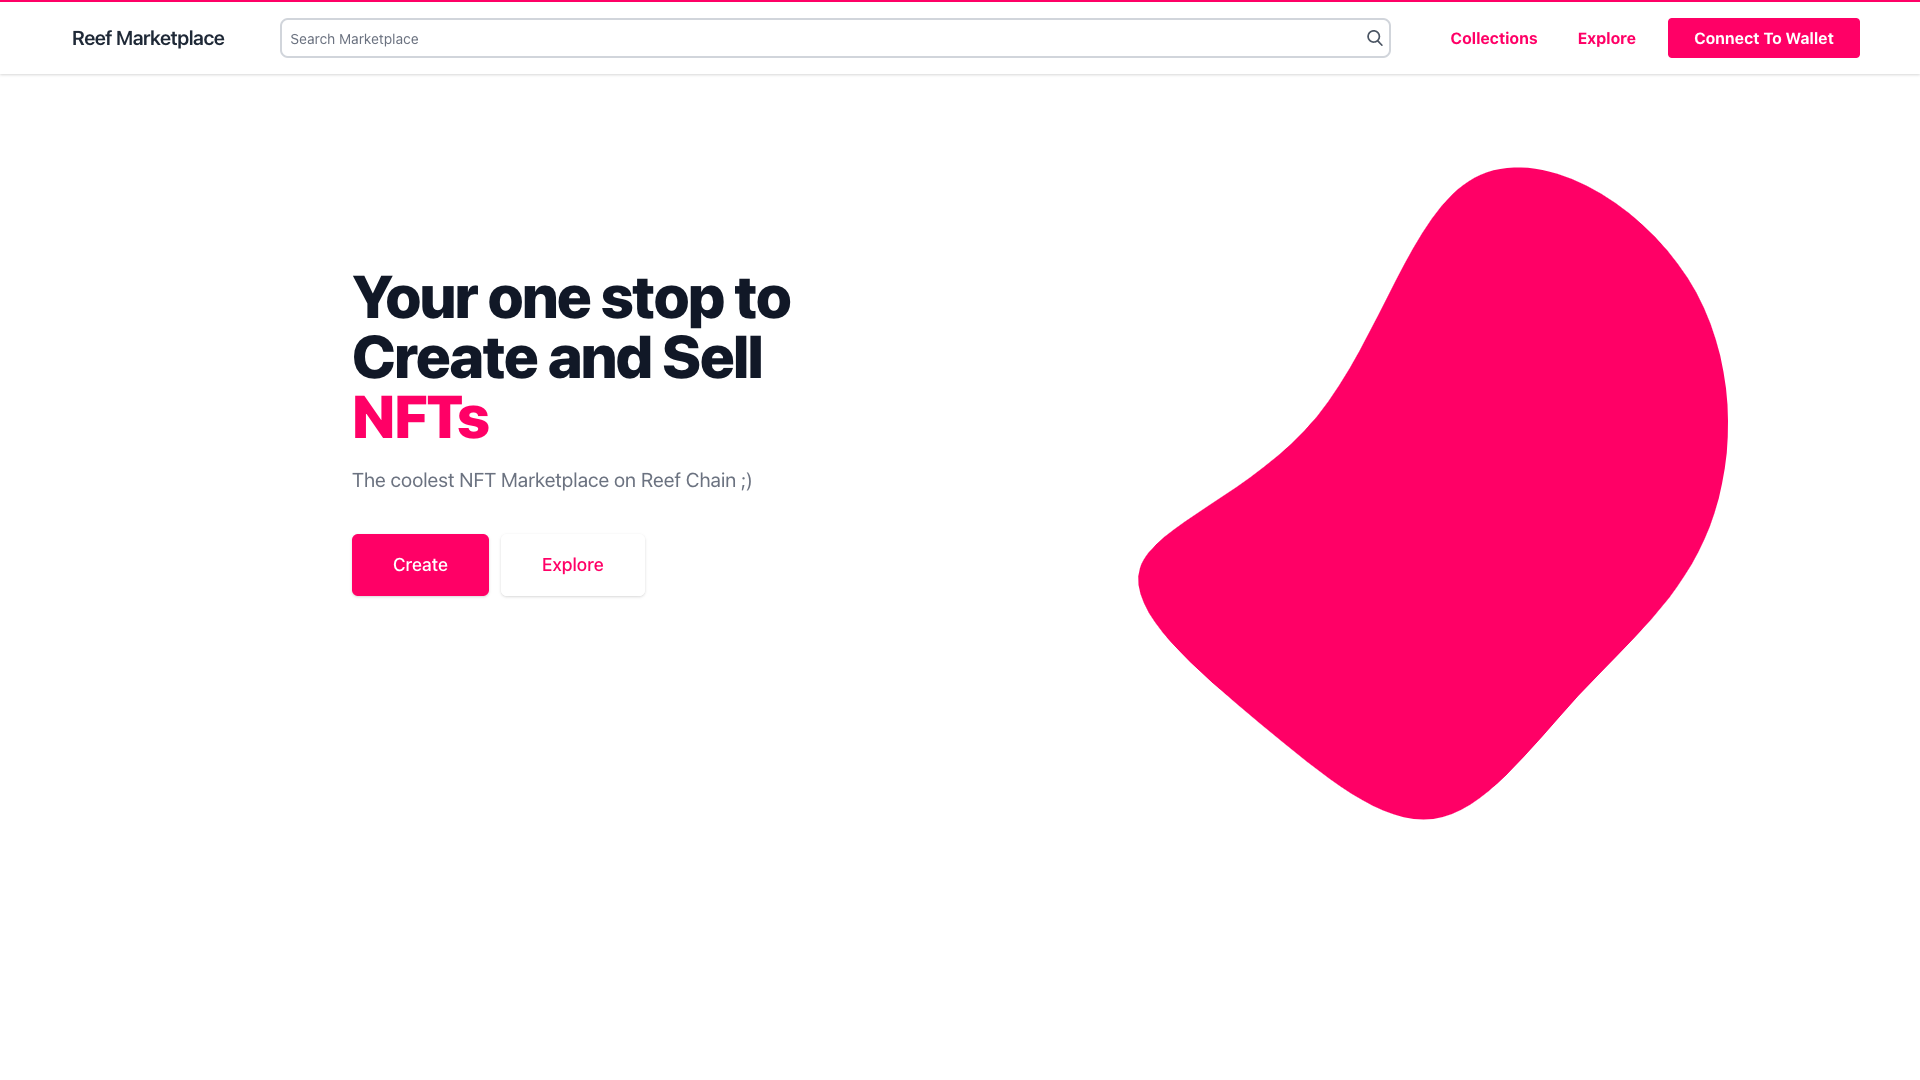 Reef Marketplace
Search Marketplace
Collections
Explore
Connect To Wallet
Your one stop to
Create and Sell
NFTs
The coolest NFT Marketplace on Reef Chain ;)
Create
Explore